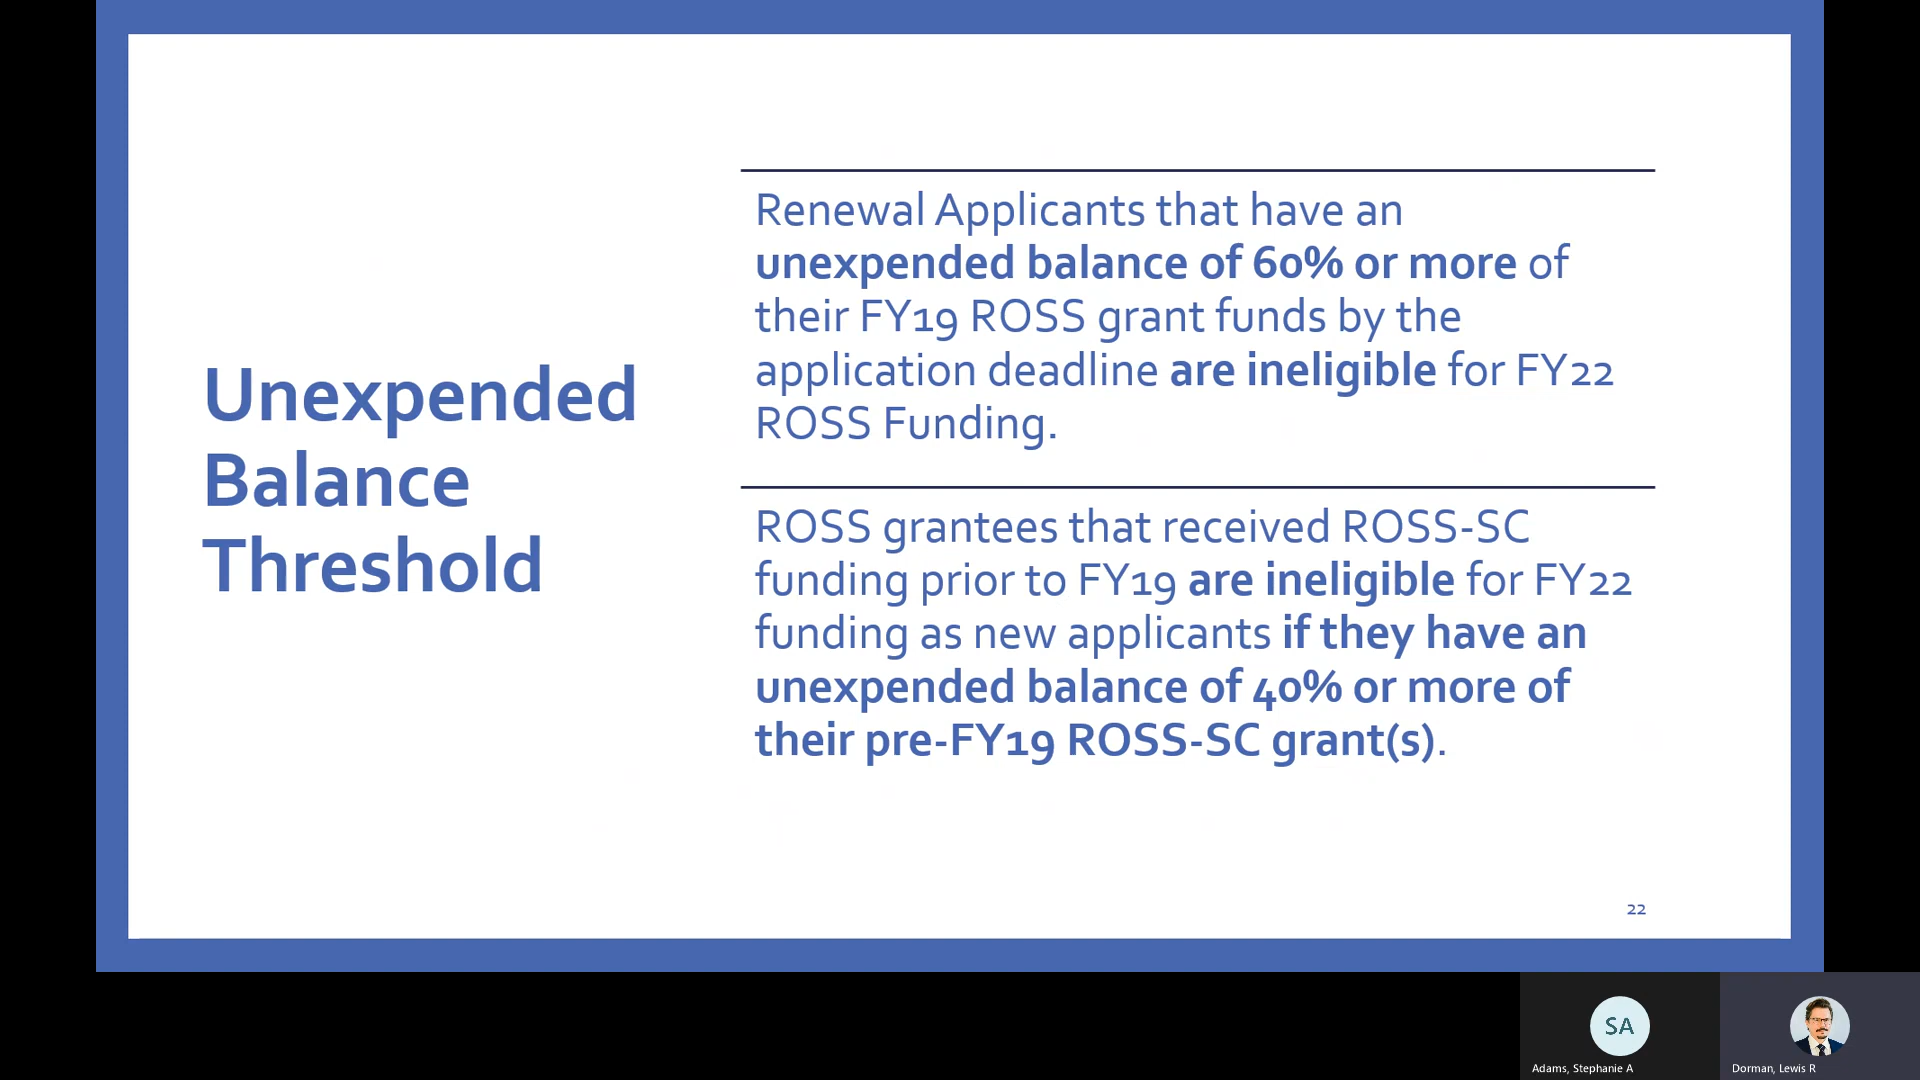 Unexpended
Balance
Threshold
Renewal Applicants that have an
unexpended balance of 60% or more of
their FY19 ROSS grant funds by the
application deadline are ineligible for FY22
ROSS Funding.
ROSS grantees that received ROSS-SC
funding prior to FY19 are ineligible for FY22
funding as new applicants if they have an
unexpended balance of 40% or more of
their pre-FY19 ROSS-SC grant(s).
22
SA
Adams, Stephanie A
Dorman, Lewis R